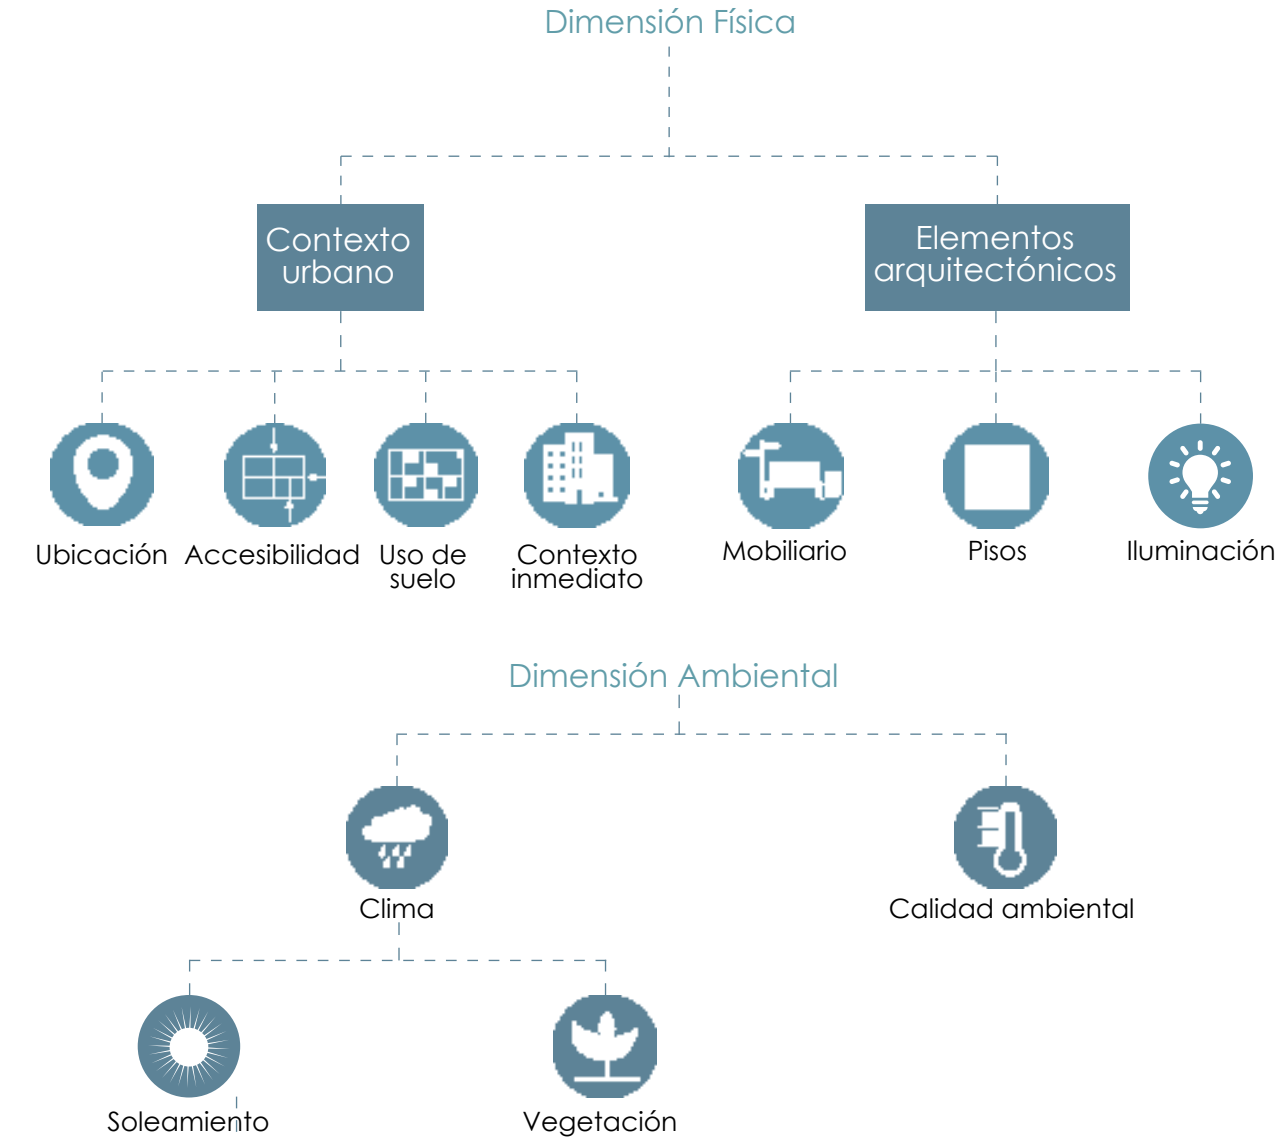 Dimensión Física
Contexto
urbano
Elementos
arquitectónicos
Ubicación
Accesibilidad
Uso de
suelo
Contexto
inmediato
Mobiliario
Pisos
Iluminación
Dimensión Ambiental
Clima
Calidad ambiental
Soleamiento
Vegetación